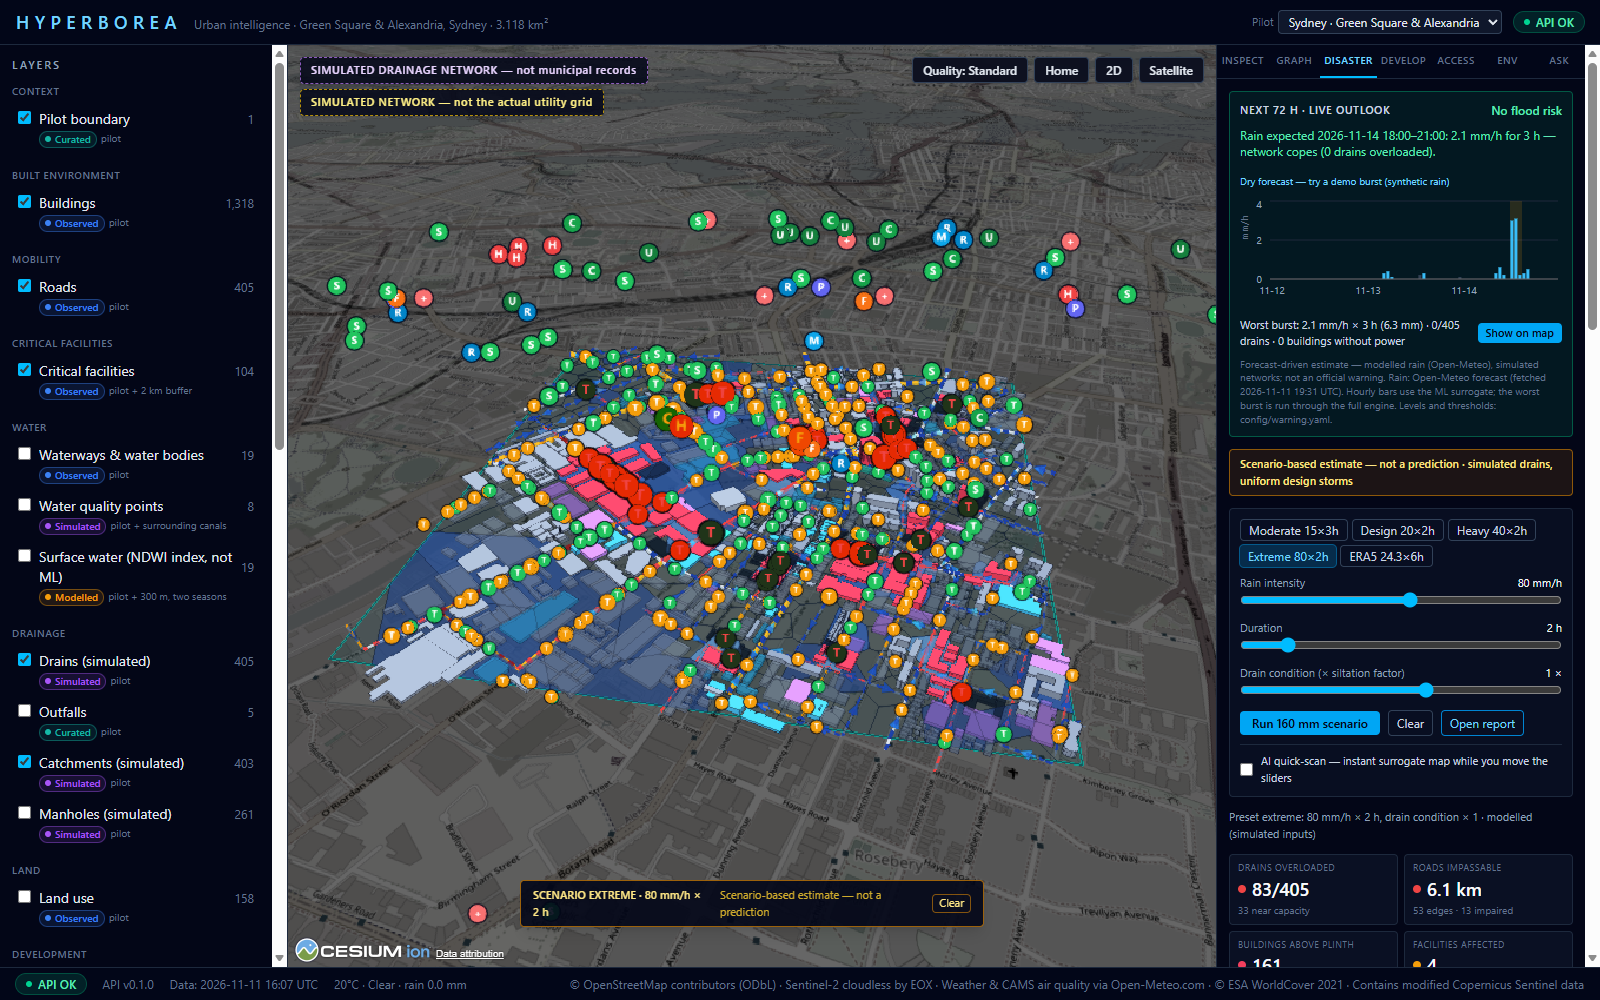 HYPERBOREA
Urban intelligence · Green Square & Alexandria, Sydney · 3.118 km²
Pilot
Sydney · Green Square & Alexandria
API OK
LAYERS
CONTEXT
Pilot boundary 1
Curated pilot
BUILT ENVIRONMENT
Buildings 1,318
Observed pilot
MOBILITY
Roads 405
Observed pilot
CRITICAL FACILITIES
Critical facilities 104
Observed pilot + 2 km buffer
WATER
Waterways & water bodies 19
Observed pilot
Water quality points 8
Simulated pilot + surrounding canals
Surface water (NDWI index, not
ML) 19
Modelled pilot + 300 m, two seasons
DRAINAGE
Drains (simulated) 405
Simulated pilot
Outfalls 5
Curated pilot
Catchments (simulated) 403
Simulated pilot
Manholes (simulated) 261
Simulated pilot
LAND
Land use 158
Observed pilot
DEVELOPMENT
SIMULATED DRAINAGE NETWORK — not municipal records
SIMULATED NETWORK — not the actual utility grid
Quality: Standard
Home
2D
Satellite
Rosebery
Botany Road
Ralph Street
Morley Avenue
Hayes Road
Ripon Way
SCENARIO EXTREME · 80 mm/h ×
2 h
Scenario-based estimate — not a
prediction
Clear
CESIUM ion
Data attribution
INSPECT GRAPH DISASTER DEVELOP ACCESS ENV ASK
NEXT 72 H · LIVE OUTLOOK
No flood risk
Rain expected 2026-11-14 18:00–21:00: 2.1 mm/h for 3 h —
network copes (0 drains overloaded).
Dry forecast — try a demo burst (synthetic rain)
mm/h
4
2
0
11-12 11-13 11-14
Worst burst: 2.1 mm/h × 3 h (6.3 mm) · 0/405
drains · 0 buildings without power
Show on map
Forecast-driven estimate — modelled rain (Open-Meteo), simulated
networks; not an official warning. Rain: Open-Meteo forecast (fetched
2026-11-11 19:31 UTC). Hourly bars use the ML surrogate; the worst
burst is run through the full engine. Levels and thresholds:
config/warning.yaml.
Scenario-based estimate — not a prediction · simulated drains,
uniform design storms
Moderate 15×3h
Design 20×2h
Heavy 40×2h
Extreme 80×2h
ERA5 24.3×6h
Rain intensity 80 mm/h
Duration 2 h
Drain condition (× siltation factor) 1 ×
Run 160 mm scenario
Clear
Open report
AI quick-scan — instant surrogate map while you move the
sliders
Preset extreme: 80 mm/h × 2 h, drain condition × 1 · modelled
(simulated inputs)
DRAINS OVERLOADED
83/405
33 near capacity
ROADS IMPASSABLE
6.1 km
53 edges · 13 impaired
BUILDINGS ABOVE PLINTH
161
FACILITIES AFFECTED
4
API OK
API v0.1.0
Data: 2026-11-11 16:07 UTC
20°C · Clear · rain 0.0 mm
© OpenStreetMap contributors (ODbL) · Sentinel-2 cloudless by EOX · Weather & CAMS air quality via Open-Meteo.com · © ESA WorldCover 2021 · Contains modified Copernicus Sentinel data